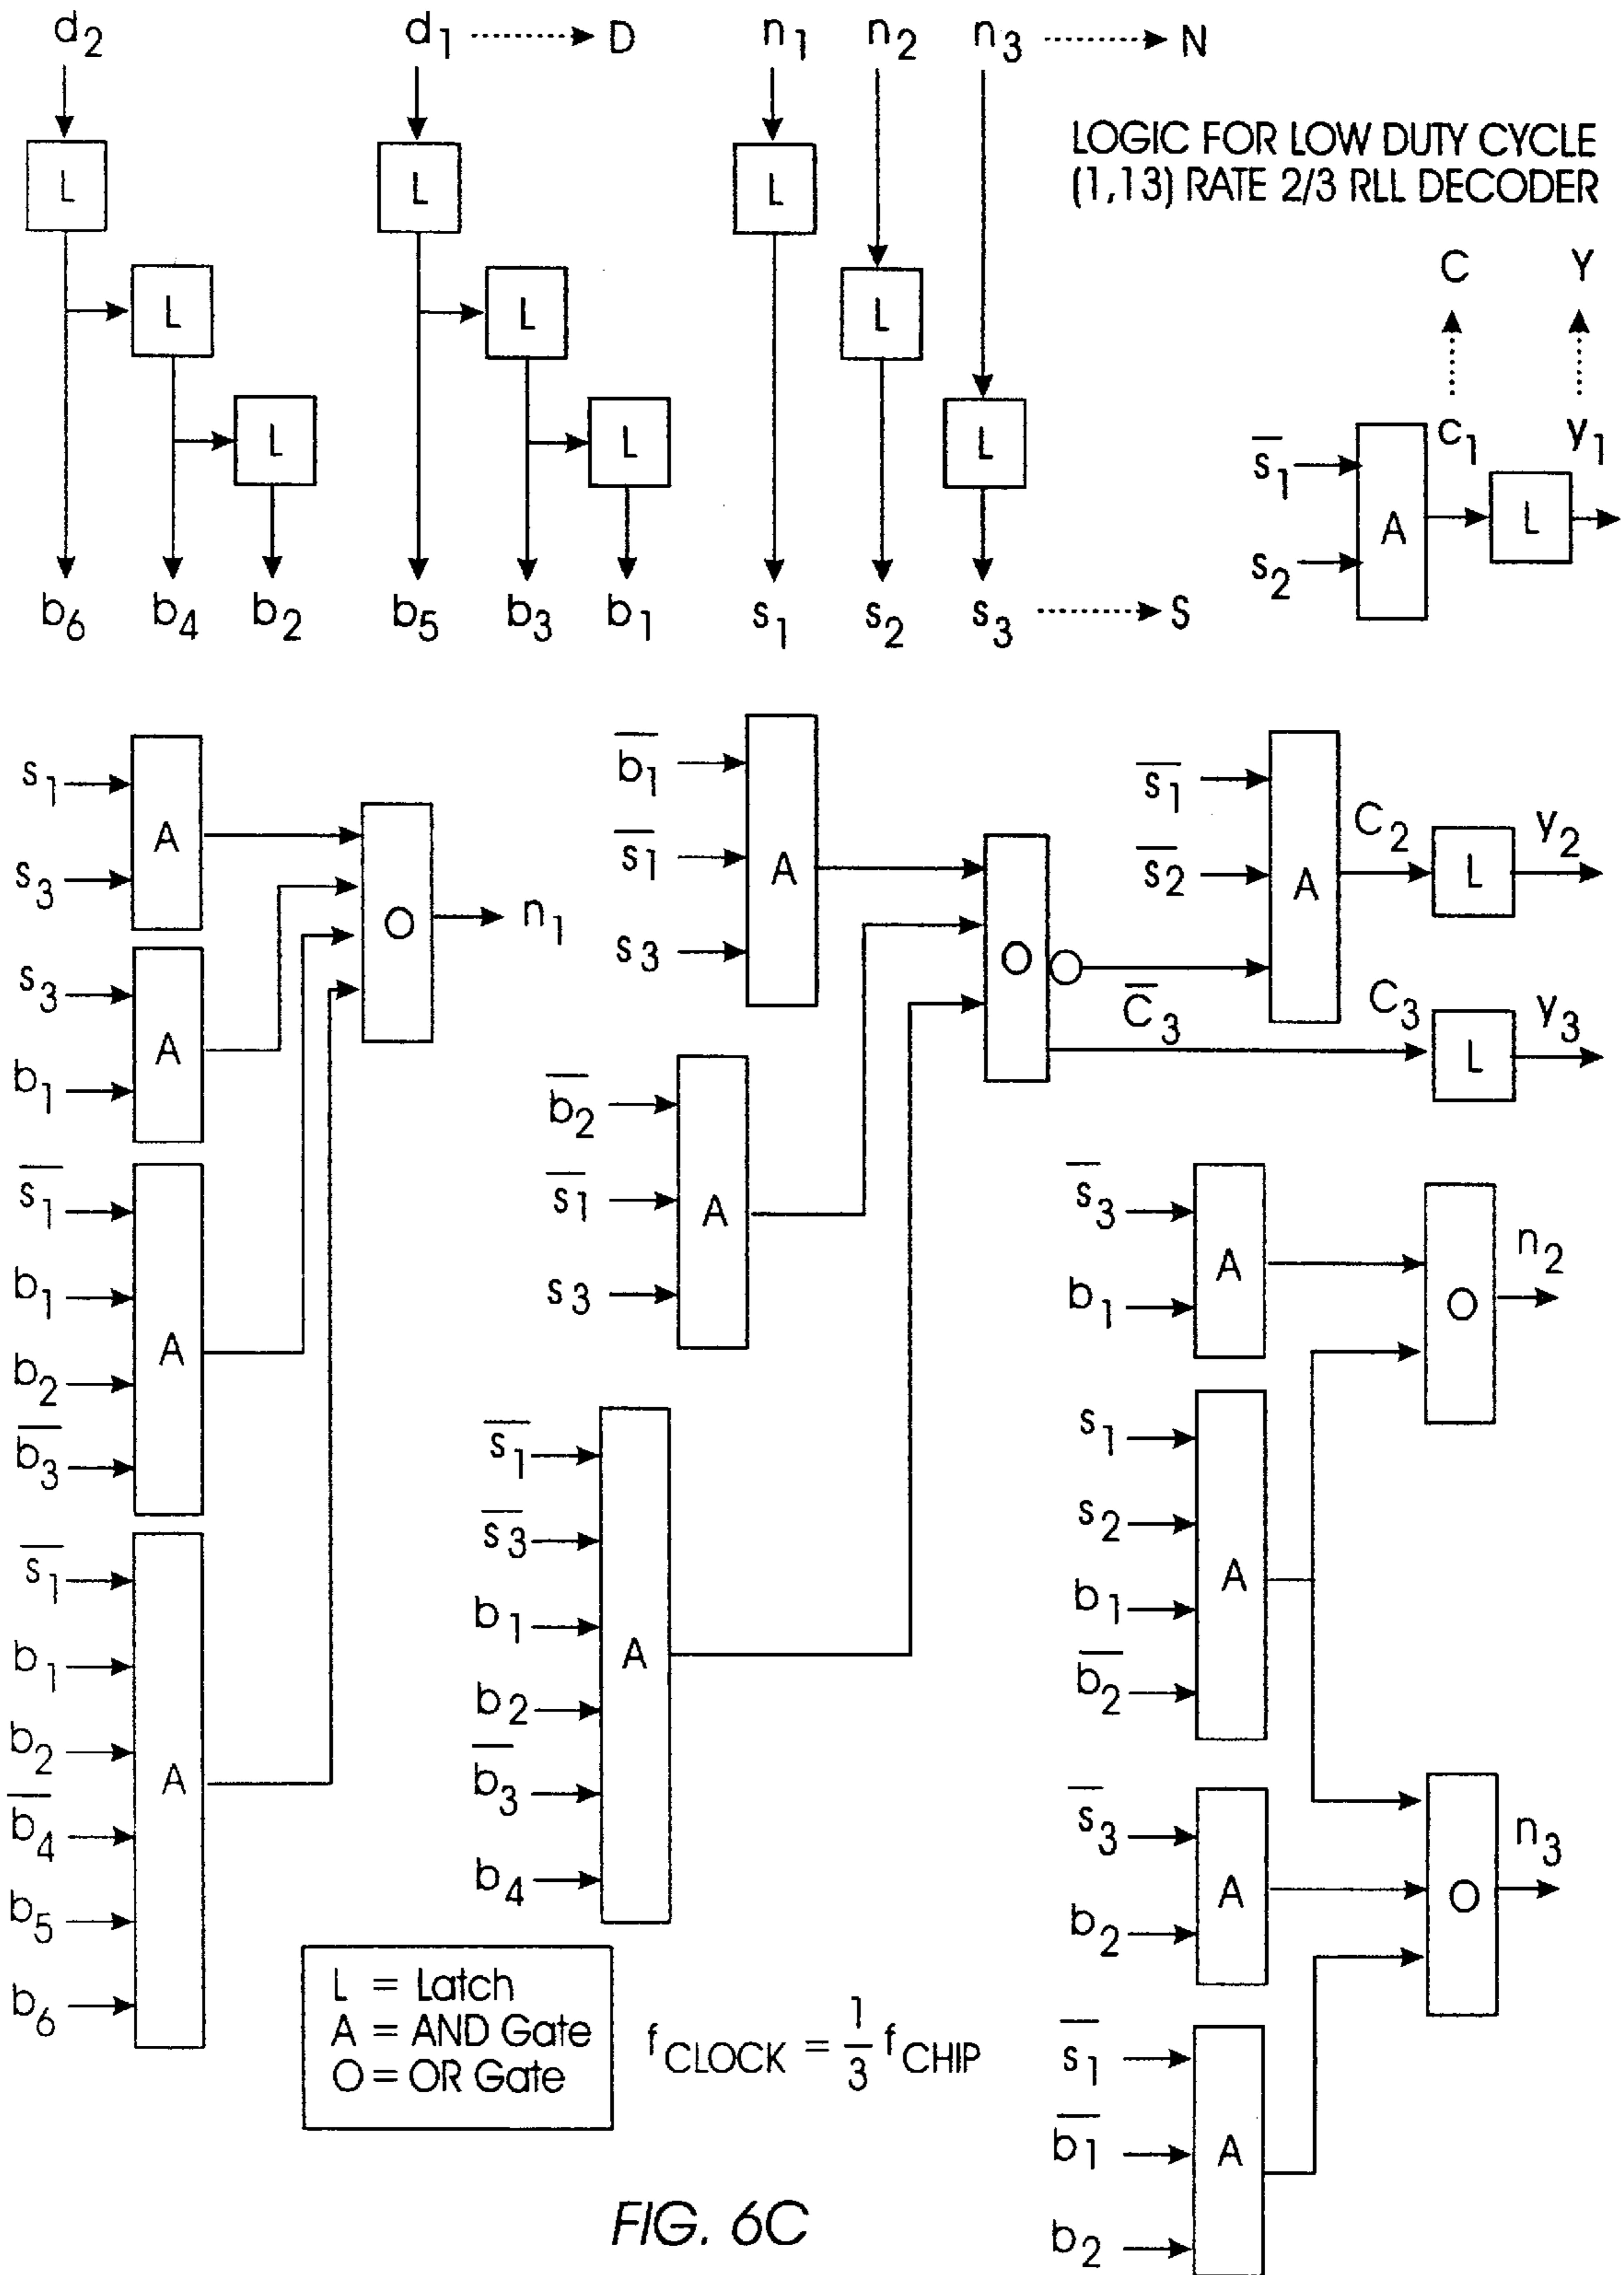 d2 d1 D n1 n2 n3 N
LOGIC FOR LOW DUTY CYCLE
(1,13) RATE 2/3 RLL DECODER
L L L
L L L
L L L
C Y
s̅1 c1 y1
A L
s2
b6 b4 b2 b5 b3 b1 s1 s2 s3 S
s1
A
s3
s3
A
b1
s̅1
b1
A
b2
b̅3
s̅1
b1
b2
A
b̅4
b5
b6
O n1
b̅1
s̅1
A
s3
b̅2
s̅1
A
s3
s̅1
s̅3
b1
A
b2
b̅3
b4
O
C̅3
s̅1
s̅2
A
C2 L y2
C3 L y3
s̅3
A
b1
s1
s2
A
b1
b̅2
O n2
s̅3
A
b2
s̅1
b̅1
A
b2
O n3
L = Latch
A = AND Gate
O = OR Gate
fCLOCK = 1/3 fCHIP
FIG. 6C